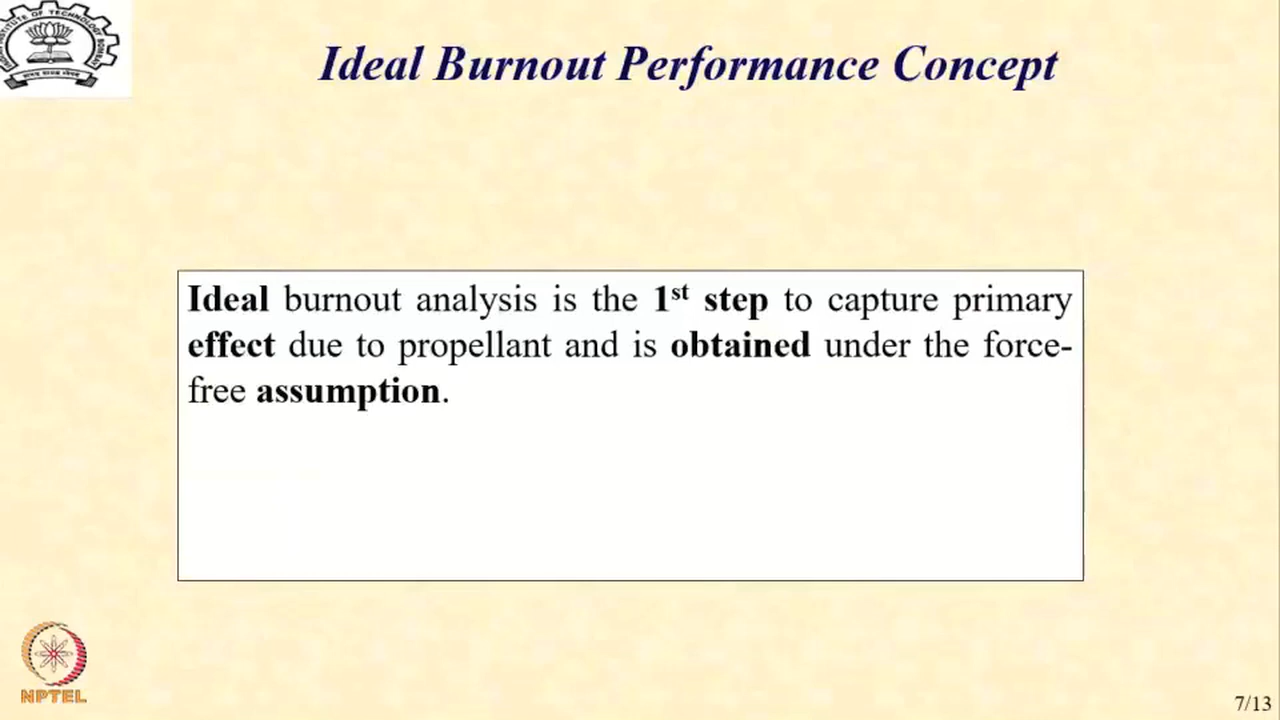 Ideal Burnout Performance Concept
Ideal burnout analysis is the 1st step to capture primary
effect due to propellant and is obtained under the force-
free assumption.
NPTEL
7/13